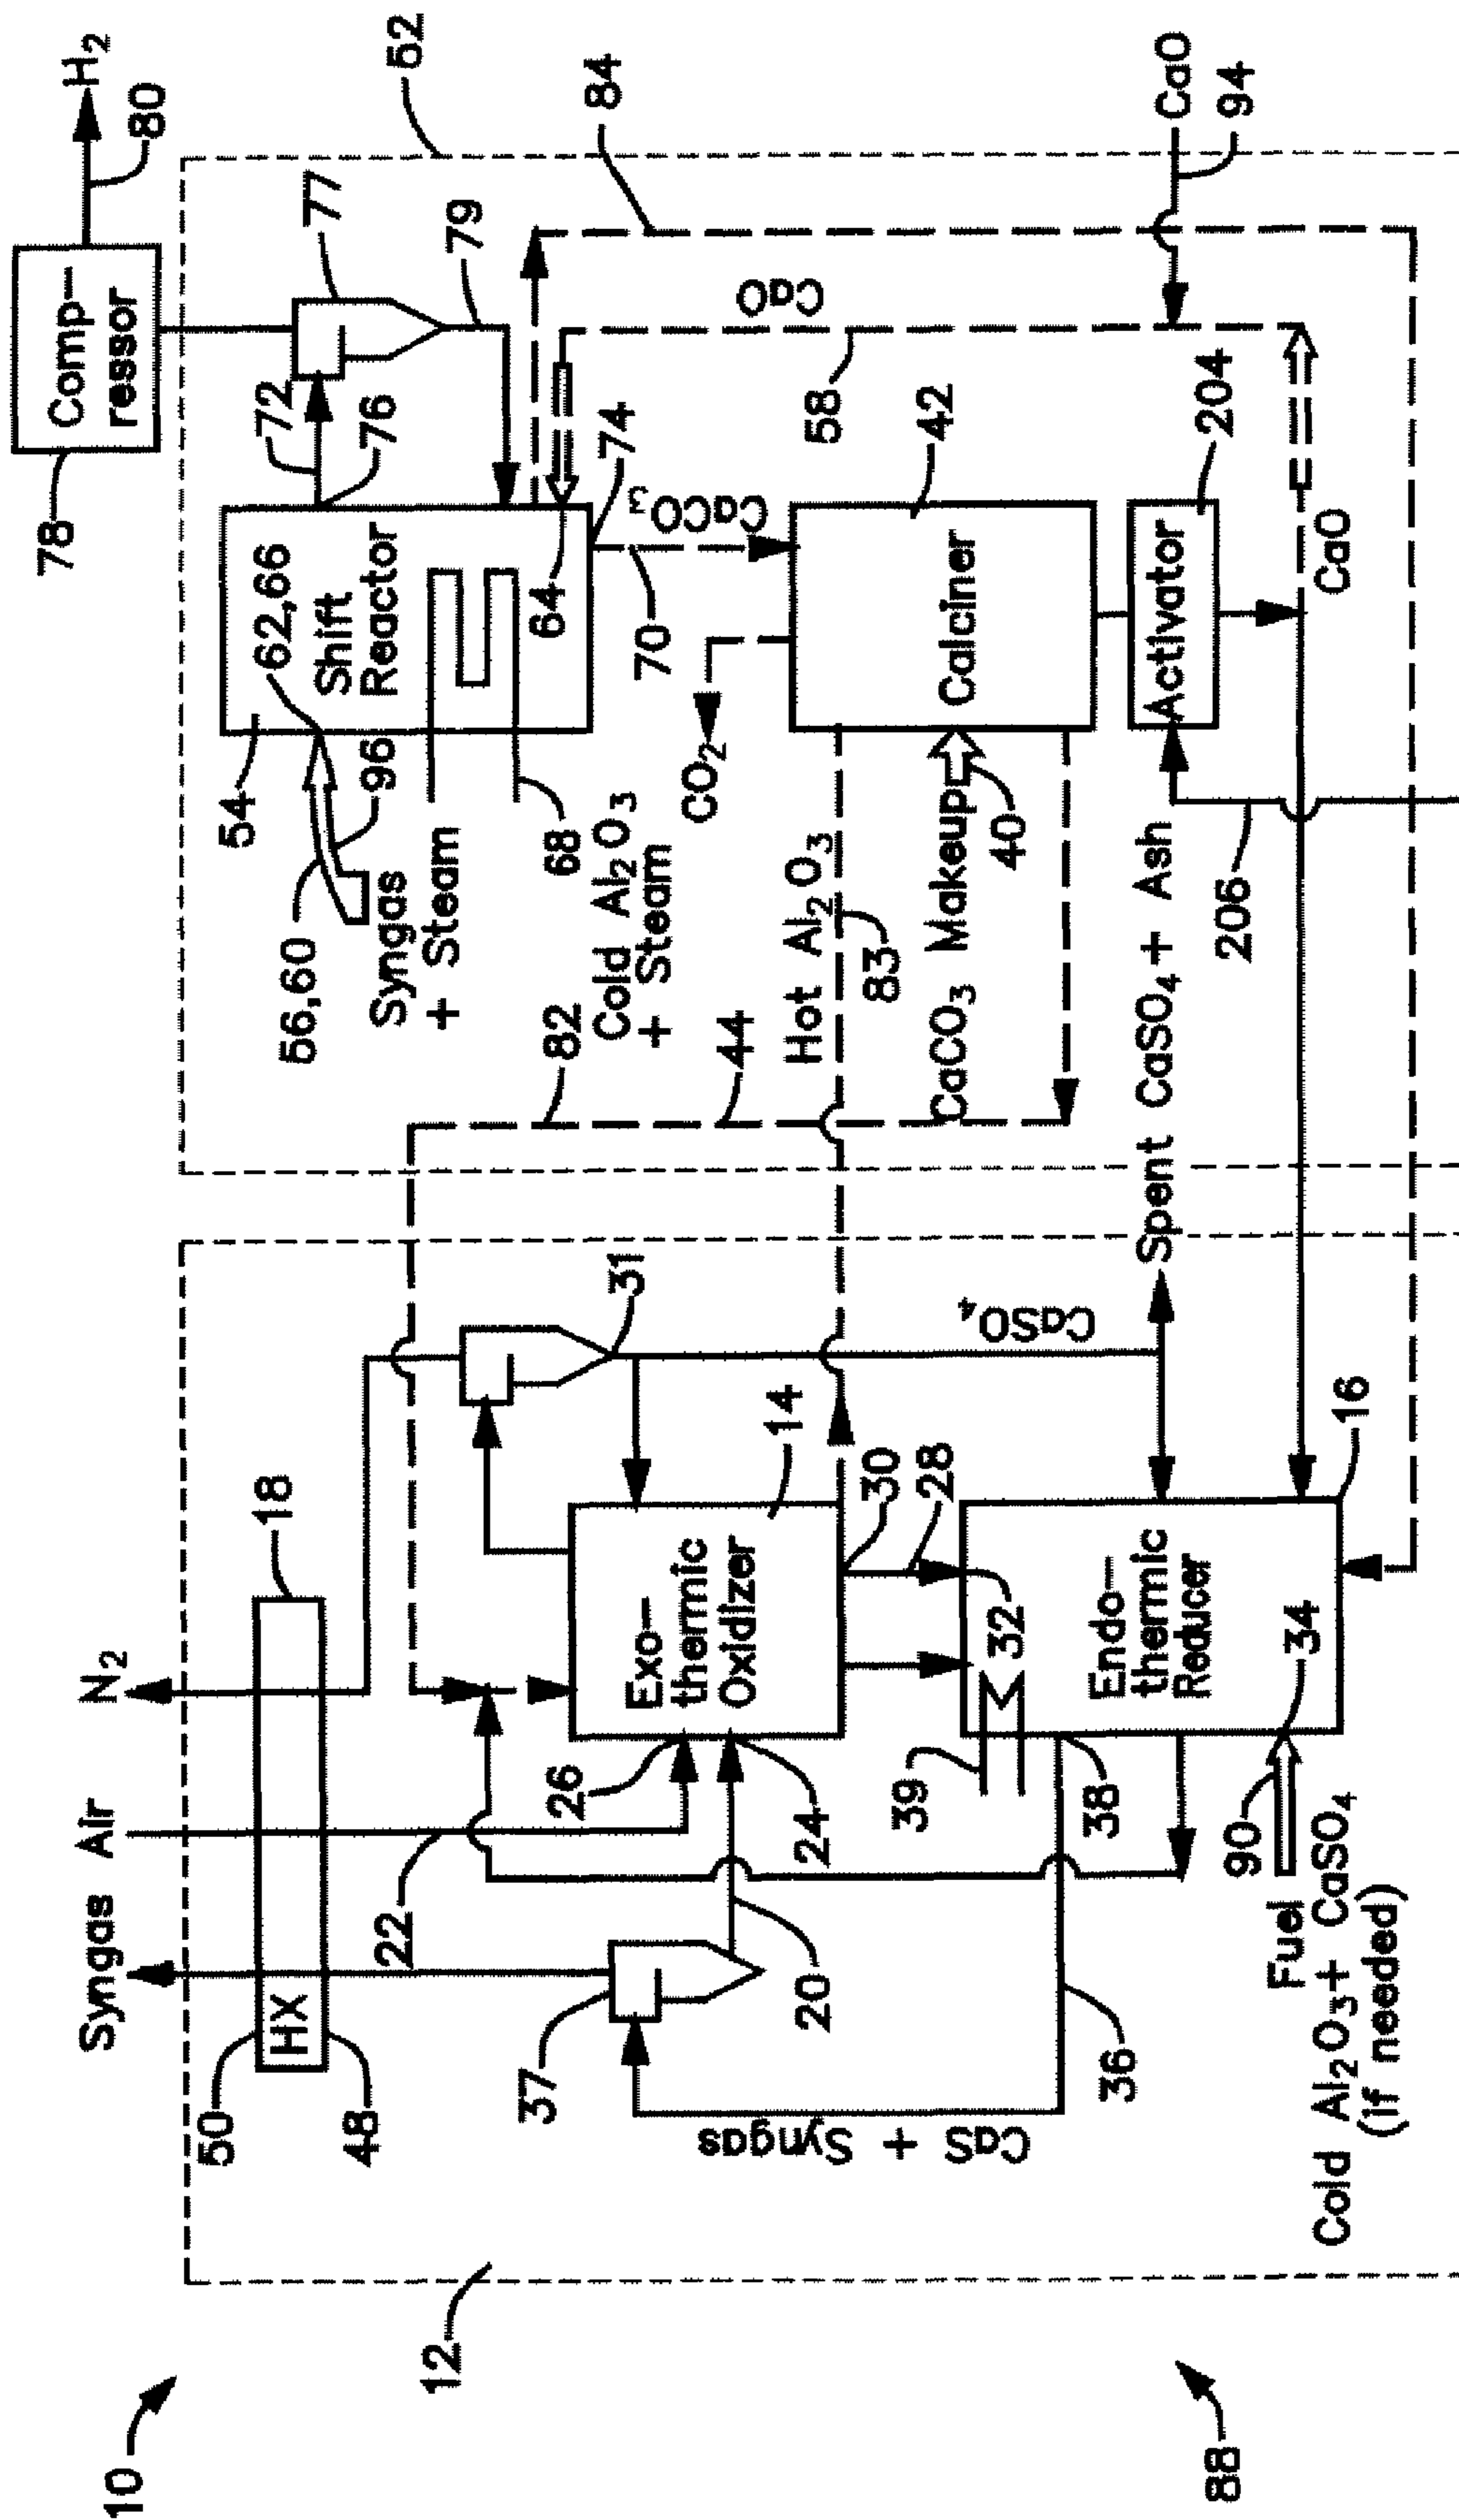 10
12
88
Syngas
Air
N₂
50
HX
48
18
22
37
20
CaS + Syngas
36
26
24
Exo—
thermic
Oxidizer
14
31
30
28
CaSO₄
39
32
38
Endo—
thermic
Reducer
34
16
90
Fuel
Cold Al₂O₃+ CaSO₄
(if needed)
Spent CaSO₄+ Ash
78
Comp—
ressor
H₂
80
52
54
62,66
Shift
Reactor
72
76
77
79
84
56,60
Syngas
+ Steam
96
64
74
68
82
Cold Al₂O₃
+ Steam
44
70
CaCO₃
CO₂
CaO
58
Hot Al₂O₃
83
CaCO₃ Makeup
40
Calciner
42
Activator
204
206
CaO
CaO
94